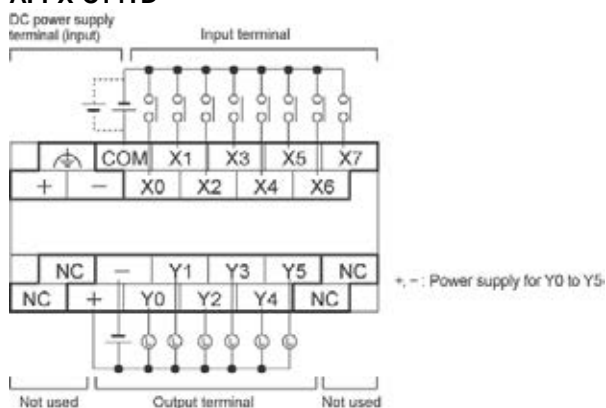 DC power supply
terminal (input)
Input terminal
COM X1 X3 X5 X7
+ − X0 X2 X4 X6
NC − Y1 Y3 Y5 NC
NC + Y0 Y2 Y4 NC
+, − : Power supply for Y0 to Y5-
L L L L L L
Not used Output terminal Not used